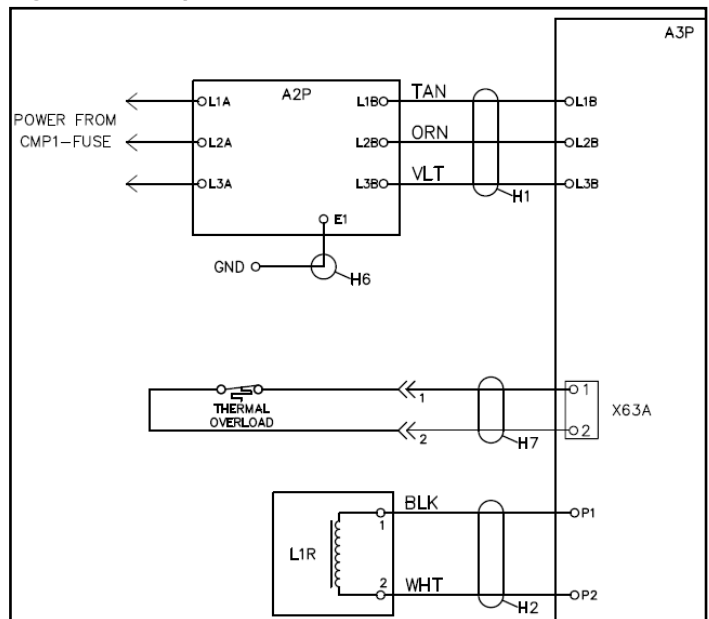 A3P
A2P
TAN
L1A
L1B
L1B
POWER FROM
CMP1-FUSE
ORN
L2A
L2B
L2B
VLT
L3A
L3B
L3B
H1
E1
GND
H6
1
1
THERMAL
OVERLOAD
X63A
2
2
H7
BLK
1
P1
L1R
2
WHT
P2
H2